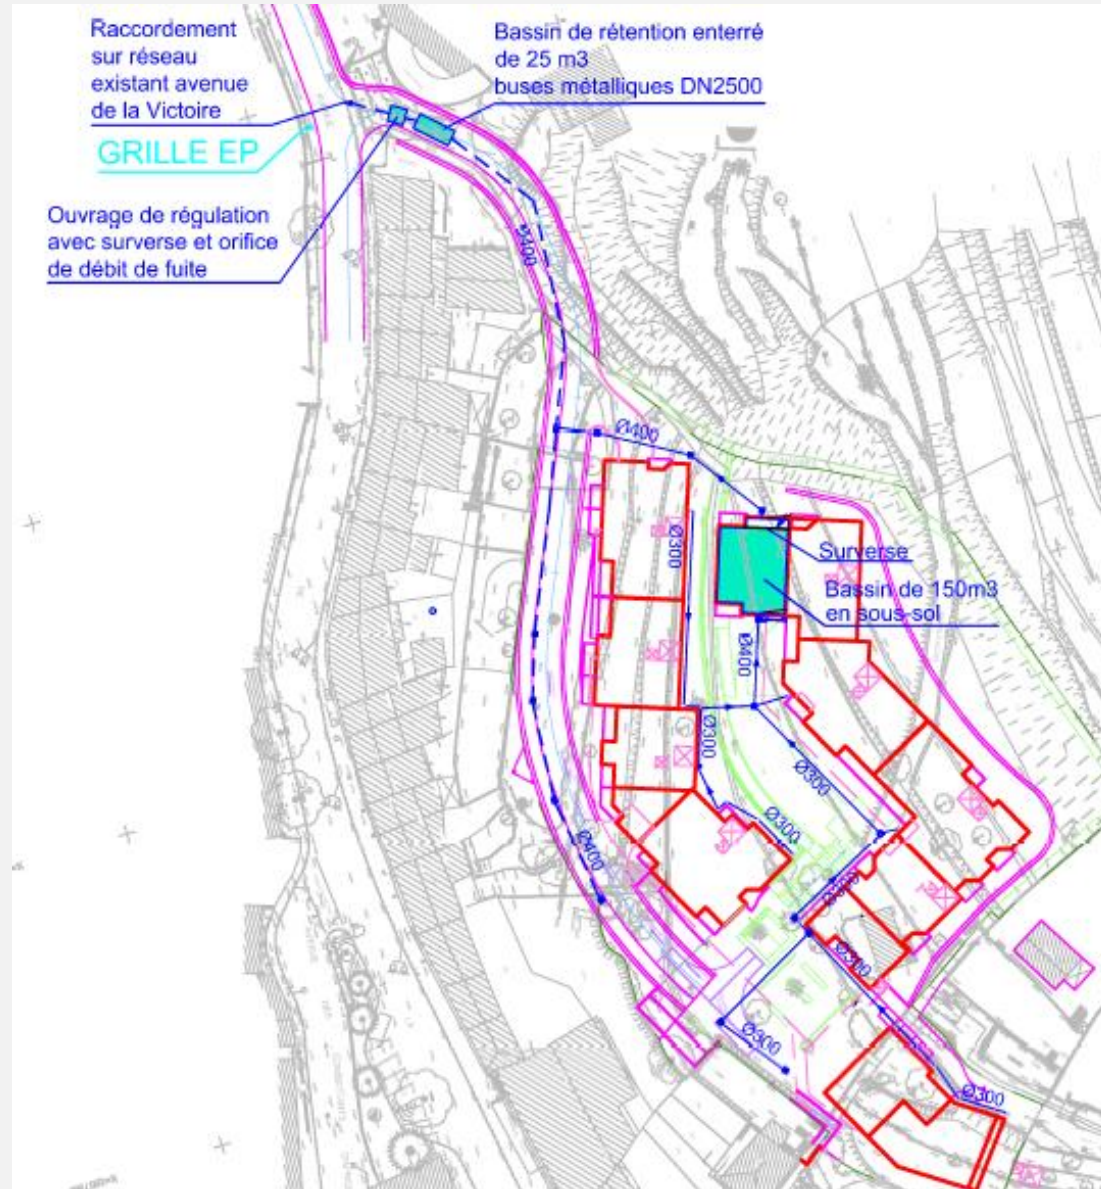 Raccordement
sur réseau
existant avenue
de la Victoire
Bassin de rétention enterré
de 25 m3
buses métalliques DN2500
GRILLE EP
Ouvrage de régulation
avec surverse et orifice
de débit de fuite
Ø400
Ø400
Ø300
Surverse
Bassin de 150m3
en sous-sol
Ø400
Ø300
Ø300
Ø300
Ø400
Ø300
Ø300
Ø300
Ø300